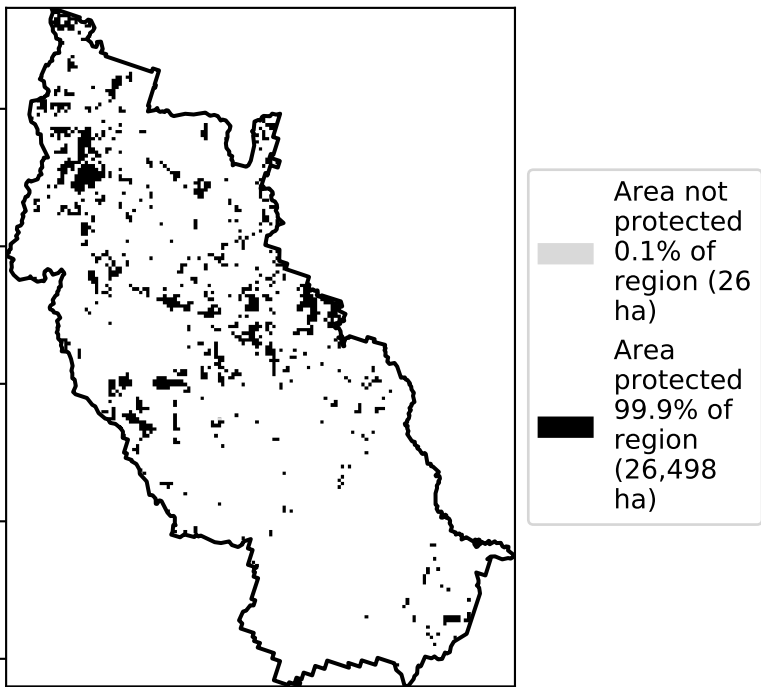 Area not
protected
0.1% of
region (26
ha)
Area
protected
99.9% of
region
(26,498
ha)